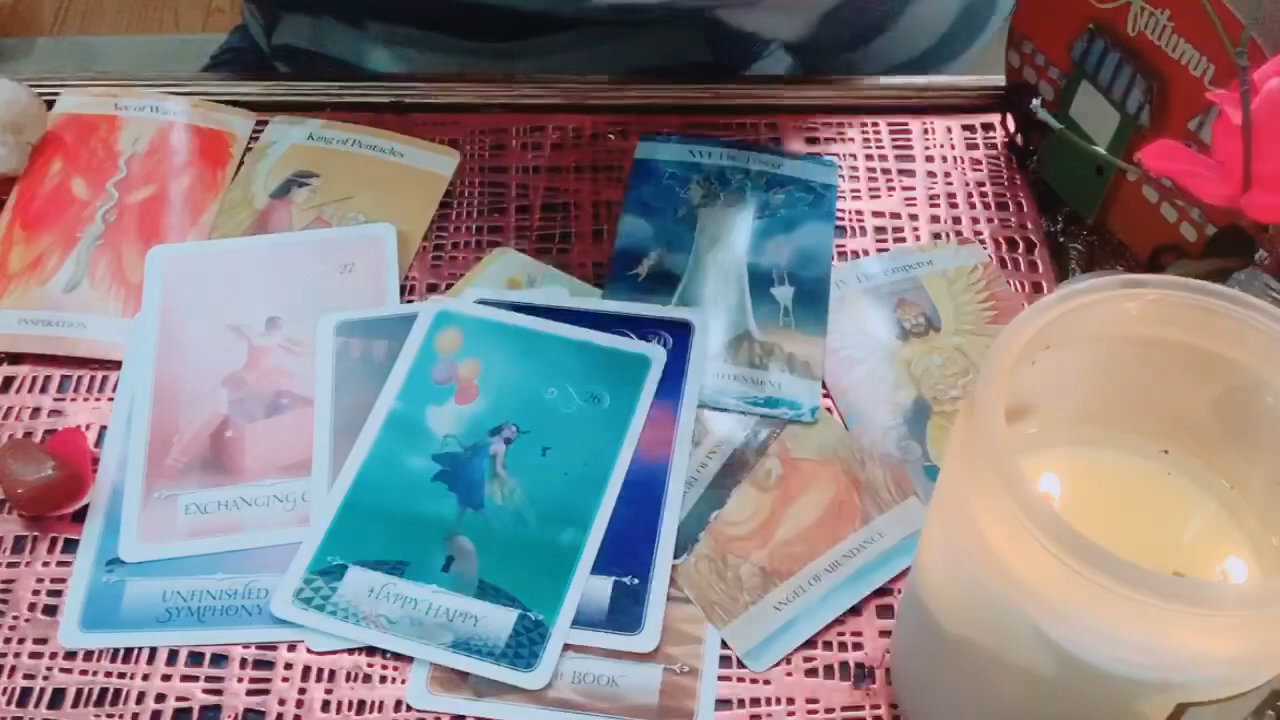 Autumn
Ace of Wands
King of Pentacles
XVI The Tower
IV The Emperor
27
30
26
INSPIRATION
EXCHANGING
UNFINISHED
SYMPHONY
HAPPY, HAPPY
ANGEL OF ABUNDANCE
BOOK